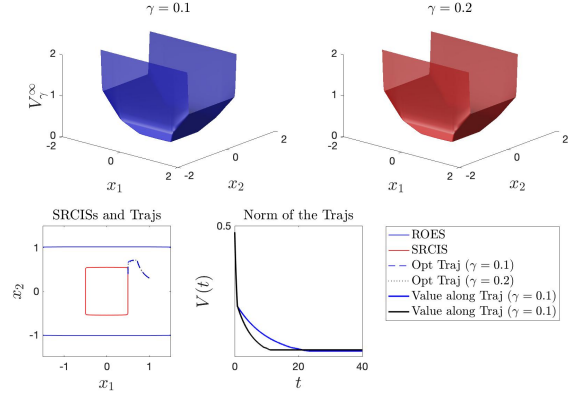 γ = 0.1
γ = 0.2
2
1
0
-2
0
2
-2
0
2
V_γ^∞
x_1
x_2
2
1
0
-2
0
2
-2
0
2
x_1
x_2
SRCISs and Trajs
1
0
-1
-1
0
1
x_2
x_1
Norm of the Trajs
0.5
0
20
40
V(t)
t
ROES
SRCIS
Opt Traj (γ = 0.1)
Opt Traj (γ = 0.2)
Value along Traj (γ = 0.1)
Value along Traj (γ = 0.1)